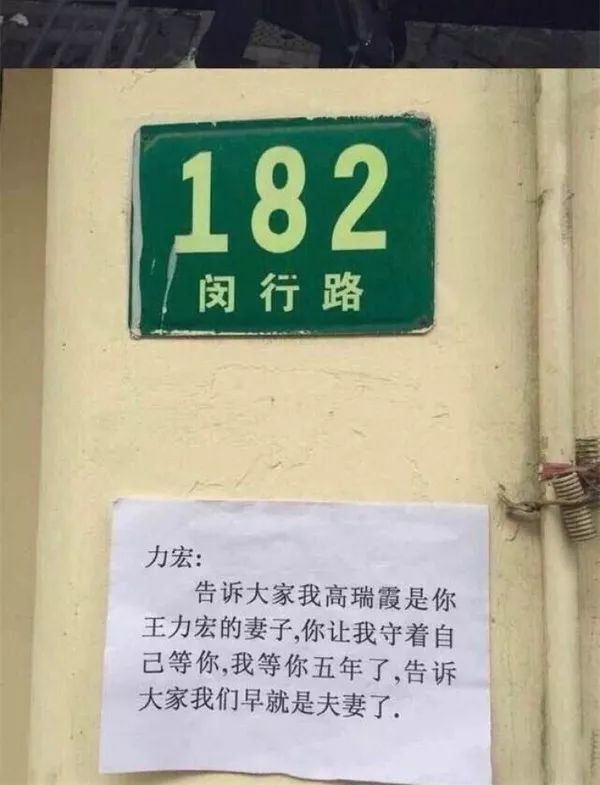 182
闵行路
力宏:
告诉大家我高瑞霞是你
王力宏的妻子,你让我守着自
己等你,我等你五年了,告诉
大家我们早就是夫妻了.